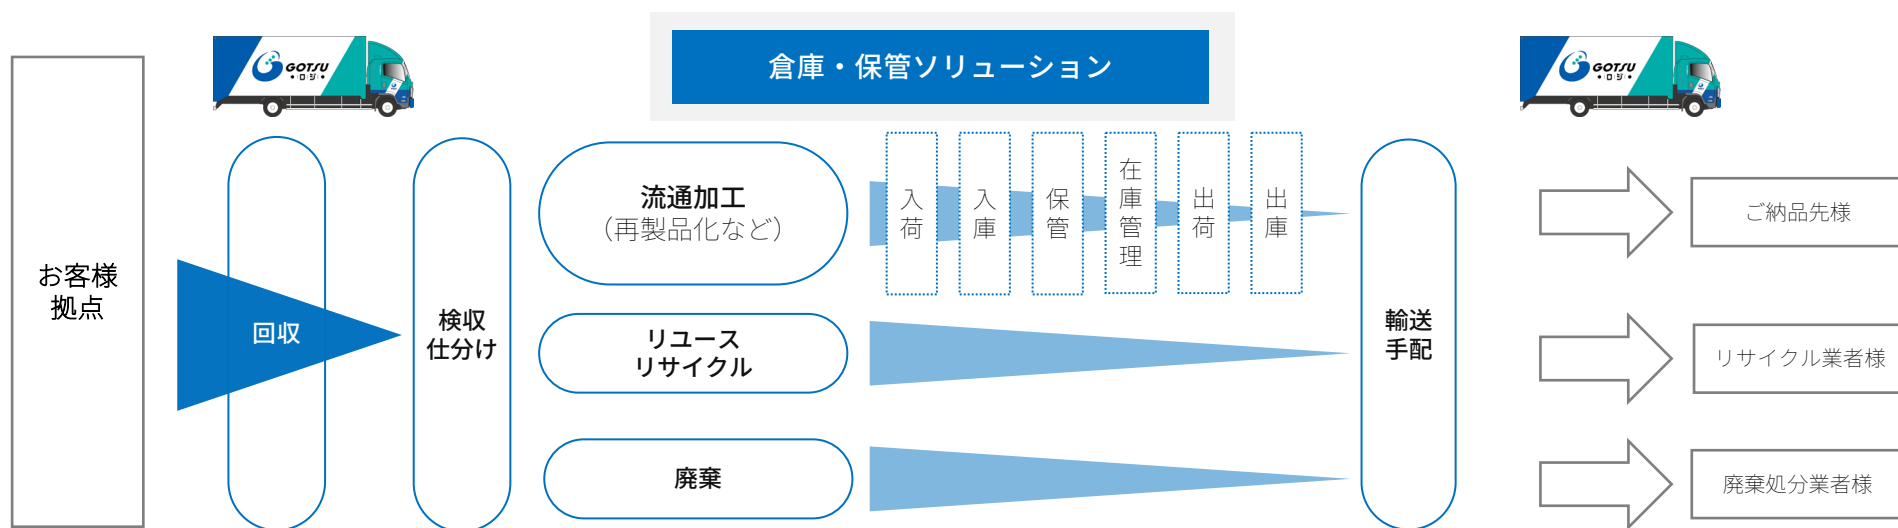 GOTSU
・ロジ・
倉庫・保管ソリューション
GOTSU
・ロジ・
お客様
拠点
回収
検収
仕分け
流通加工
（再製品化など）
入荷
入庫
保管
在庫管理
出荷
出庫
リユース
リサイクル
廃棄
輸送
手配
ご納品先様
リサイクル業者様
廃棄処分業者様